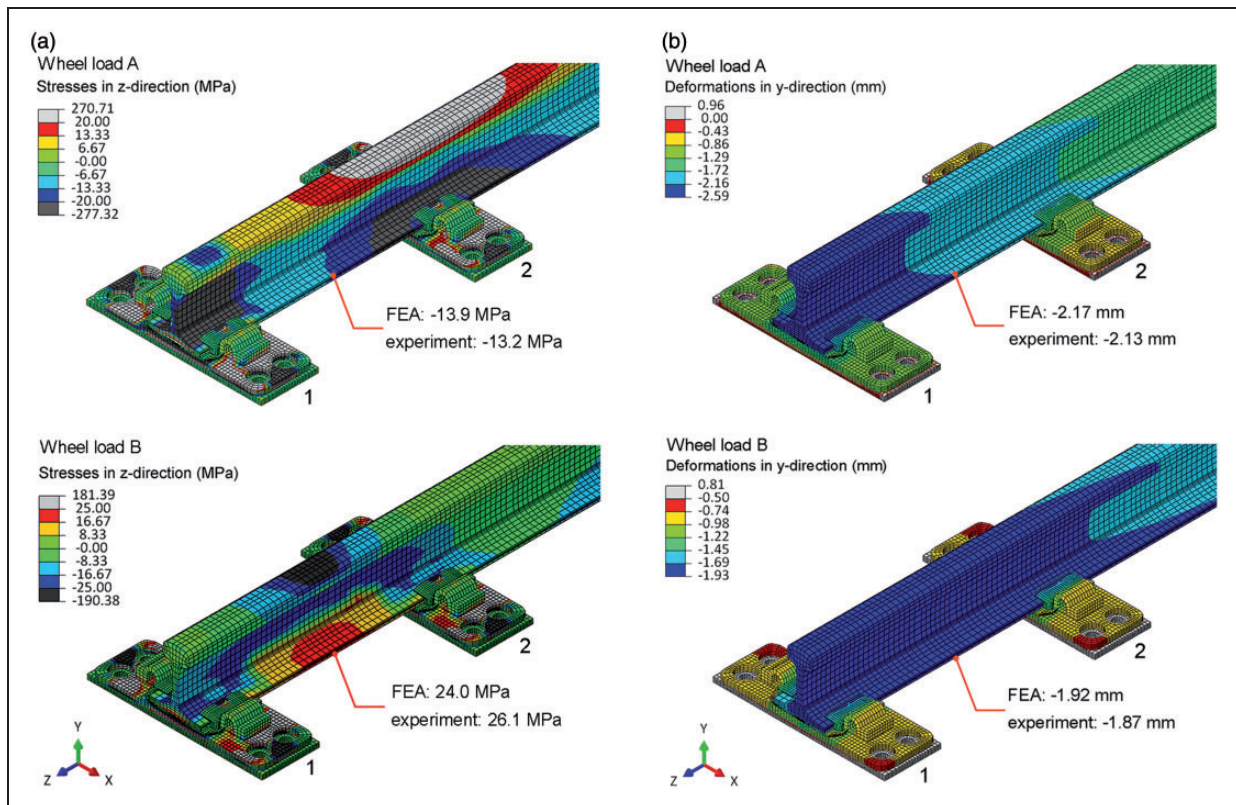 (a)
Wheel load A
Stresses in z-direction (MPa)
270.71
20.00
13.33
6.67
-0.00
-6.67
-13.33
-20.00
-277.32
2
FEA: -13.9 MPa
experiment: -13.2 MPa
1
(b)
Wheel load A
Deformations in y-direction (mm)
0.96
0.00
-0.43
-0.86
-1.29
-1.72
-2.16
-2.59
2
FEA: -2.17 mm
experiment: -2.13 mm
1
Wheel load B
Stresses in z-direction (MPa)
181.39
25.00
16.67
8.33
-0.00
-8.33
-16.67
-25.00
-190.38
2
FEA: 24.0 MPa
experiment: 26.1 MPa
1
Y
Z
X
Wheel load B
Deformations in y-direction (mm)
0.81
-0.50
-0.74
-0.98
-1.22
-1.45
-1.69
-1.93
2
FEA: -1.92 mm
experiment: -1.87 mm
1
Y
Z
X